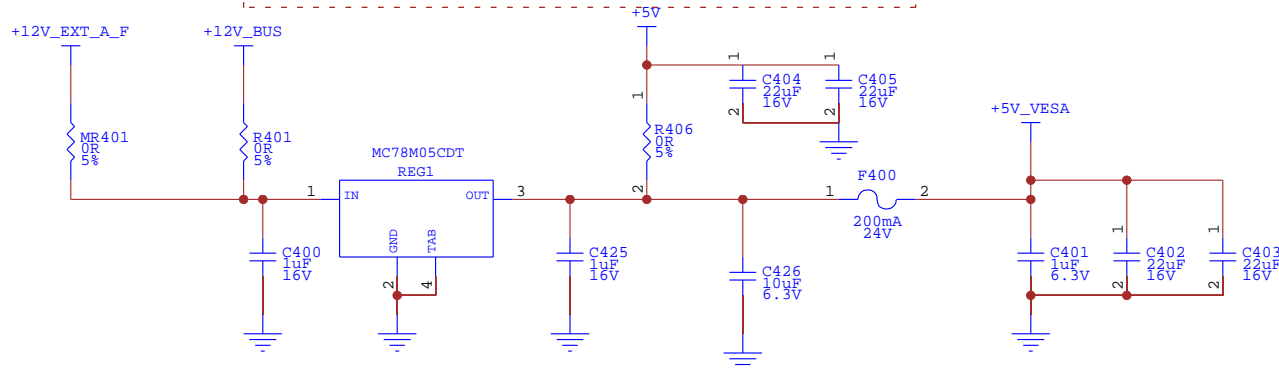 +12V_EXT_A_F
+12V_BUS
+5V
+5V_VESA
MR401
0R
5%
R401
0R
5%
MC78M05CDT
REG1
1
IN
OUT
3
GND
TAB
2
4
C400
1uF
16V
C425
1uF
16V
1
R406
0R
5%
2
1
C404
22uF
16V
2
1
C405
22uF
16V
2
C426
10uF
6.3V
1
F400
2
200mA
24V
C401
1uF
6.3V
1
C402
22uF
16V
2
1
C403
22uF
16V
2